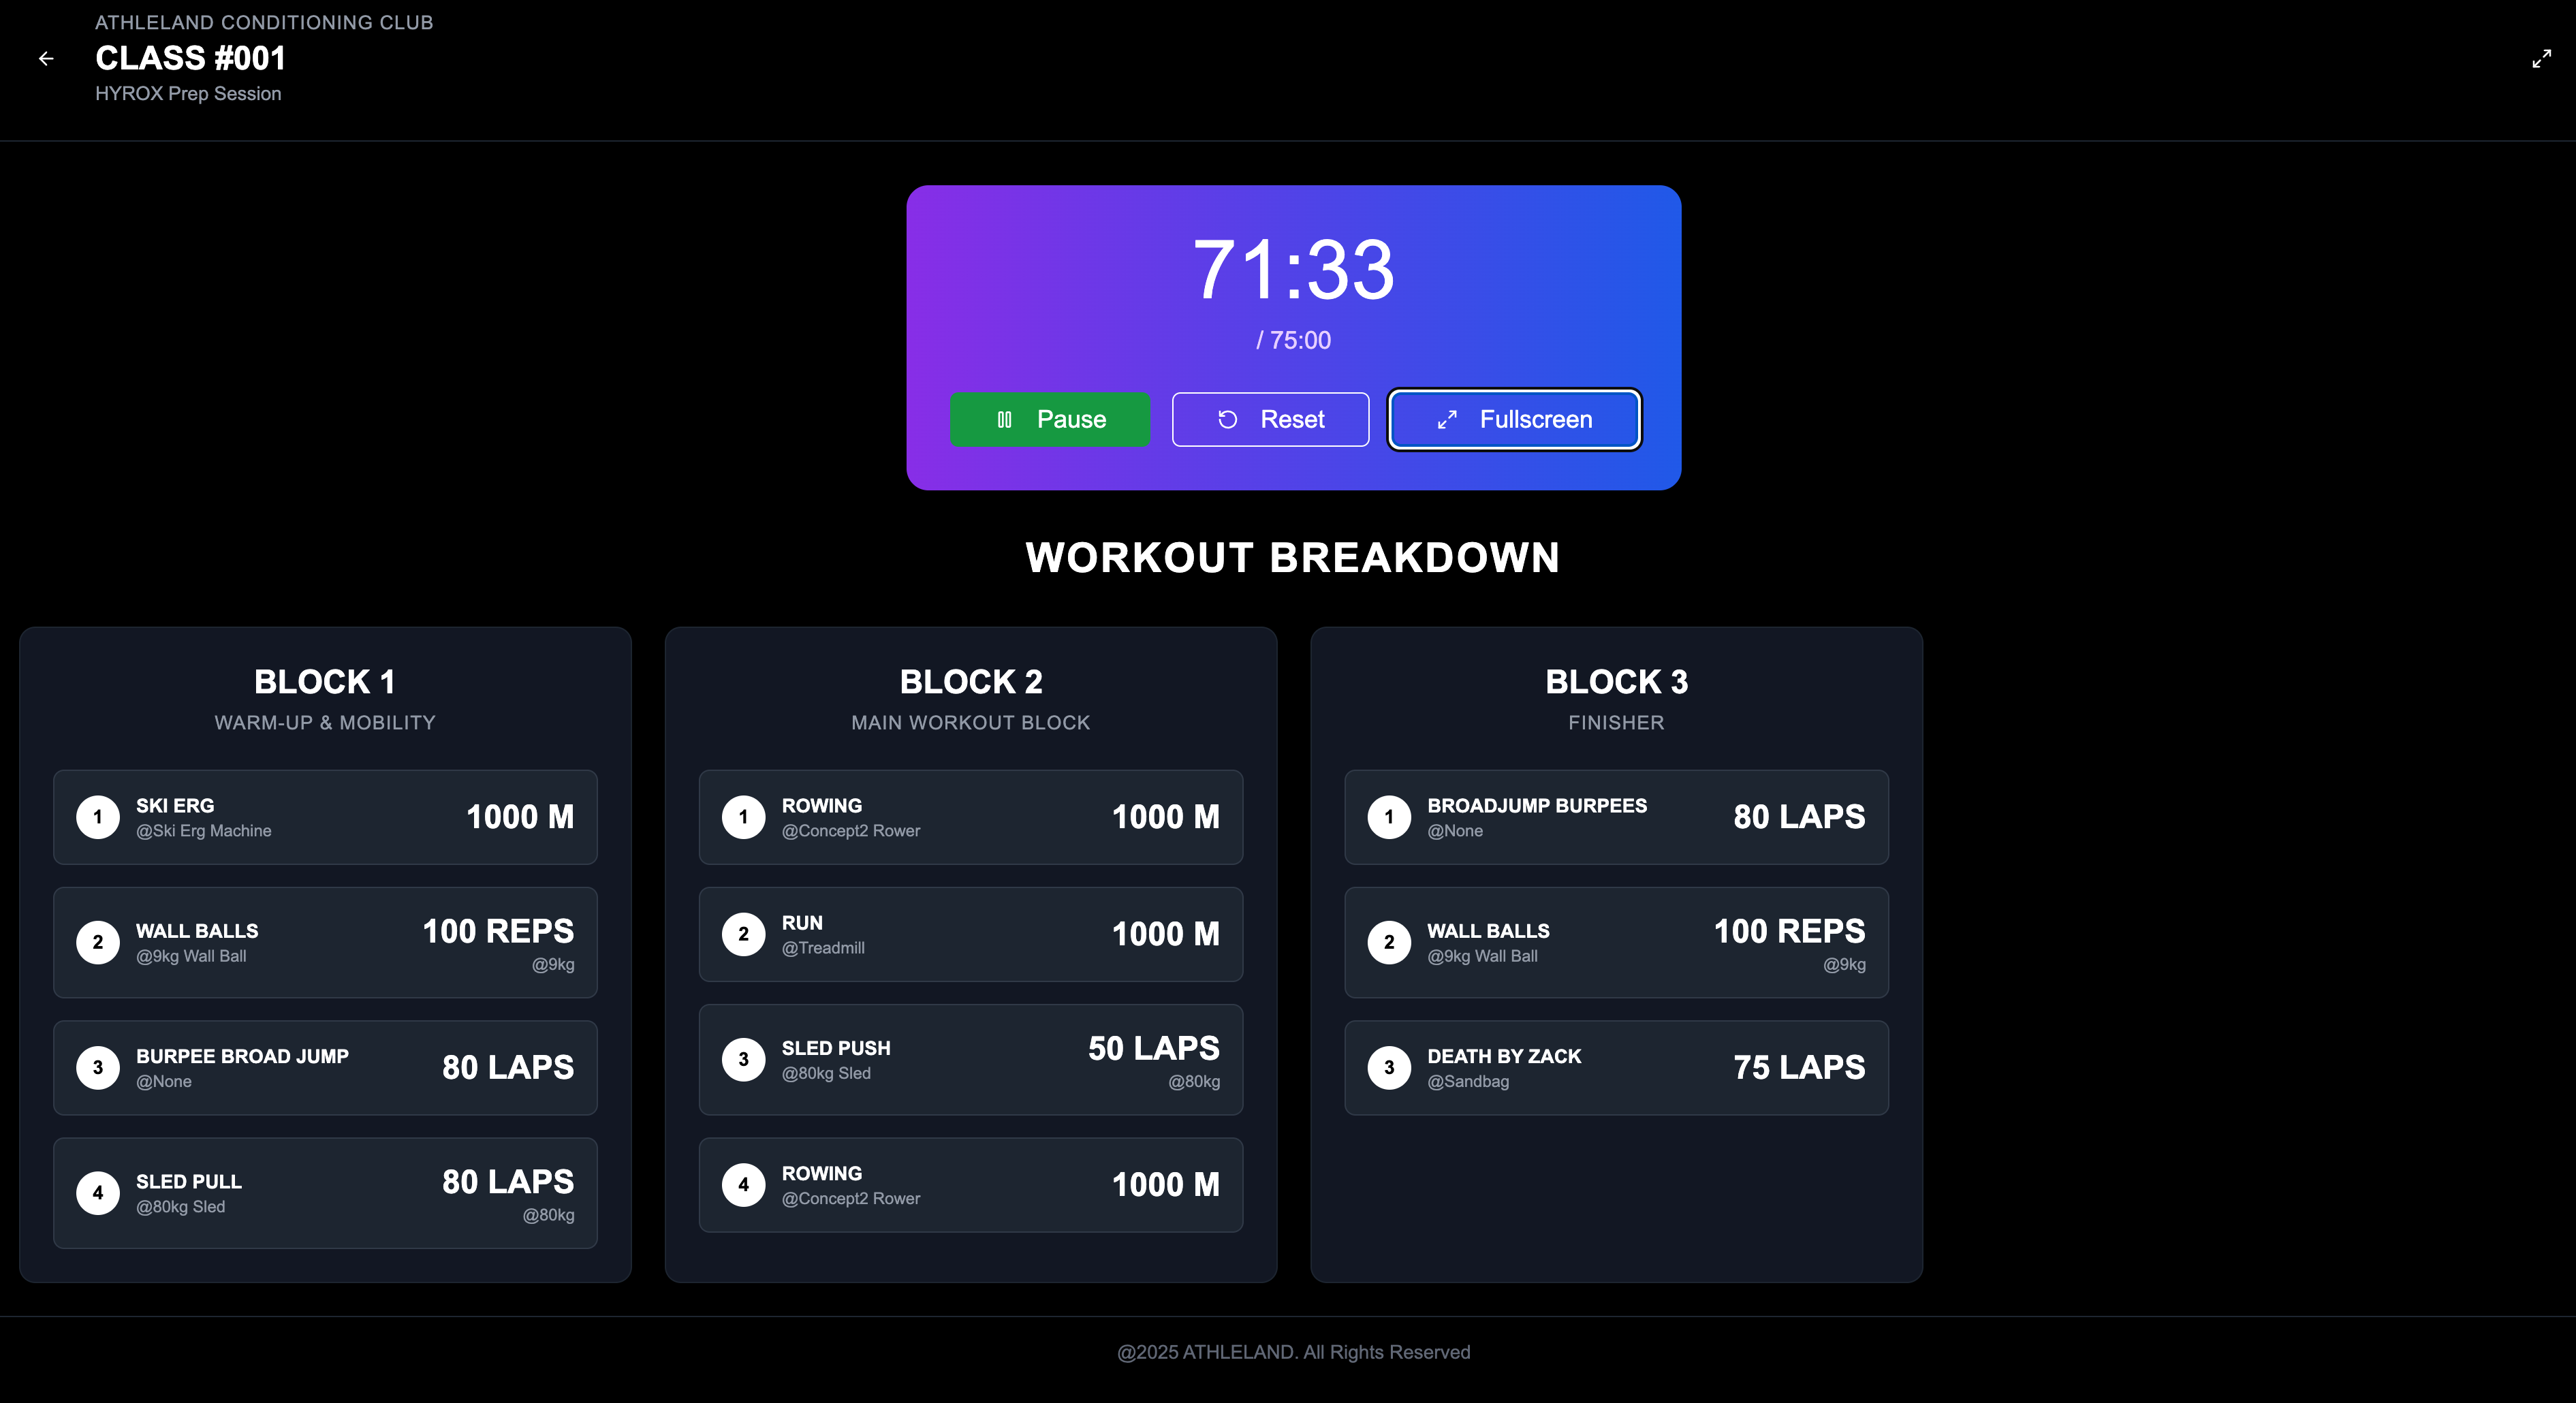 ATHLELAND CONDITIONING CLUB
CLASS #001
HYROX Prep Session
71:33
/ 75:00
Pause
Reset
Fullscreen
WORKOUT BREAKDOWN
BLOCK 1
WARM-UP & MOBILITY
1
SKI ERG
@Ski Erg Machine
1000 M
2
WALL BALLS
@9kg Wall Ball
100 REPS
@9kg
3
BURPEE BROAD JUMP
@None
80 LAPS
4
SLED PULL
@80kg Sled
80 LAPS
@80kg
BLOCK 2
MAIN WORKOUT BLOCK
1
ROWING
@Concept2 Rower
1000 M
2
RUN
@Treadmill
1000 M
3
SLED PUSH
@80kg Sled
50 LAPS
@80kg
4
ROWING
@Concept2 Rower
1000 M
BLOCK 3
FINISHER
1
BROADJUMP BURPEES
@None
80 LAPS
2
WALL BALLS
@9kg Wall Ball
100 REPS
@9kg
3
DEATH BY ZACK
@Sandbag
75 LAPS
@2025 ATHLELAND. All Rights Reserved